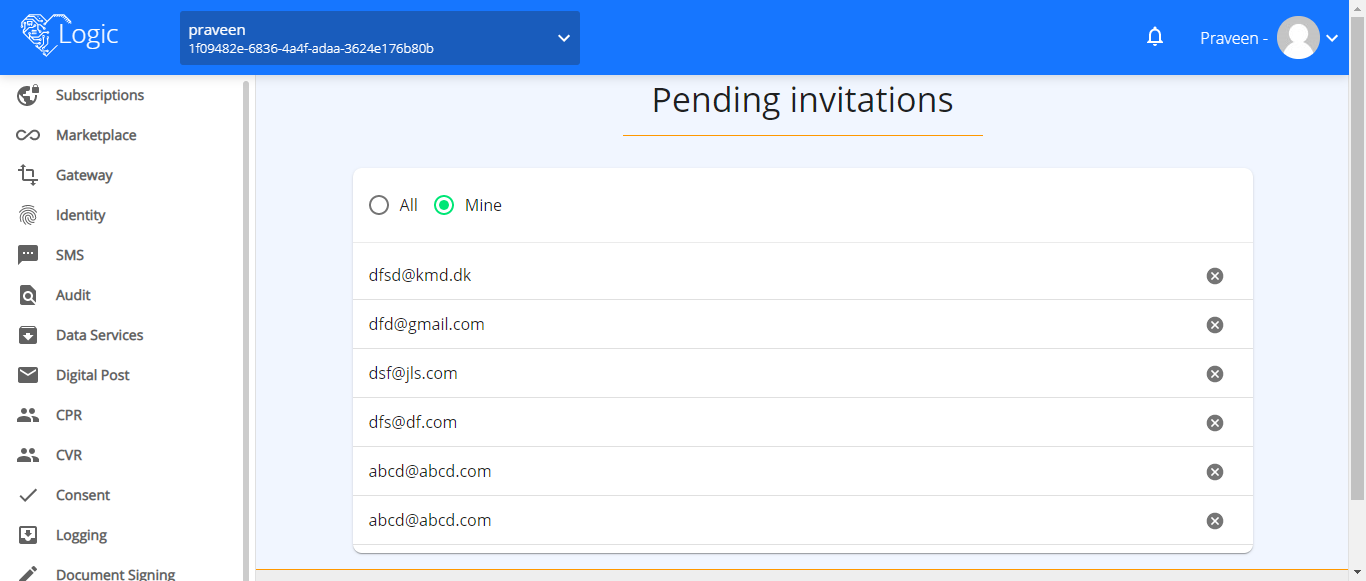 Logic
praveen
1f09482e-6836-4a4f-adaa-3624e176b80b
Praveen -
Subscriptions
Marketplace
Gateway
Identity
SMS
Audit
Data Services
Digital Post
CPR
CVR
Consent
Logging
Document Signing
Pending invitations
All
Mine
dfsd@kmd.dk
dfd@gmail.com
dsf@jls.com
dfs@df.com
abcd@abcd.com
abcd@abcd.com